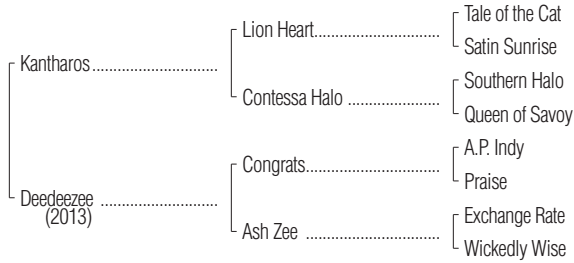 Tale of the Cat
Lion Heart
Satin Sunrise
Kantharos
Southern Halo
Contessa Halo
Queen of Savoy
A.P. Indy
Congrats
Praise
Deedeezee
(2013)
Exchange Rate
Ash Zee
Wickedly Wise